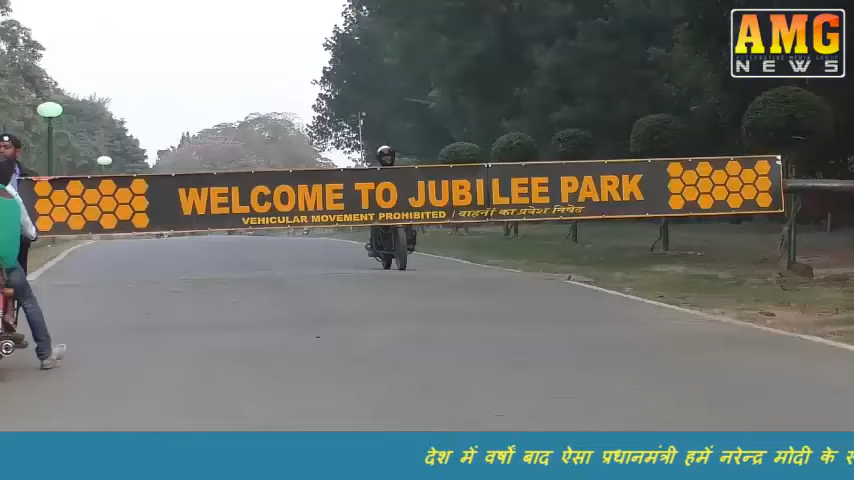 AMG
NEWS
WELCOME TO JUBILEE PARK
VEHICULAR MOVEMENT PROHIBITED | वाहनों का प्रवेश निषेद
देश में वर्षों बाद ऐसा प्रधानमंत्री हमें नरेन्द्र मोदी के